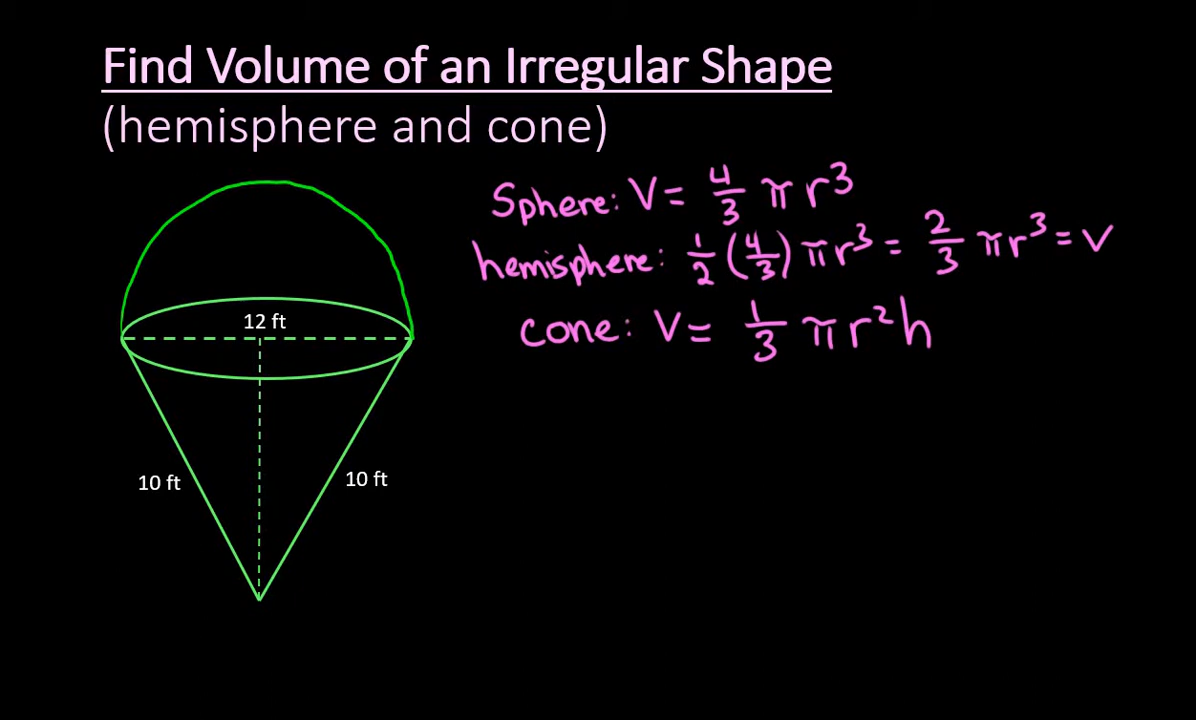 Find Volume of an Irregular Shape
(hemisphere and cone)
Sphere: V = 4/3 π r³
hemisphere: 1/2 (4/3) π r³ = 2/3 π r³ = V
cone: V = 1/3 π r² h
12 ft
10 ft
10 ft